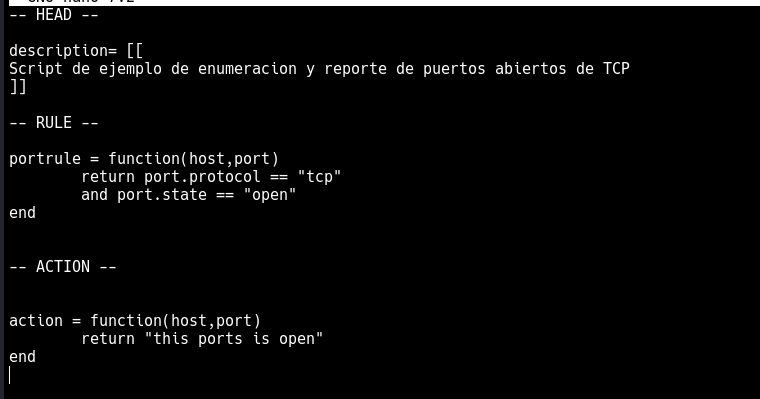 -- HEAD --
description= [[
Script de ejemplo de enumeracion y reporte de puertos abiertos de TCP
]]
-- RULE --
portrule = function(host,port)
        return port.protocol == "tcp"
        and port.state == "open"
end
-- ACTION --
action = function(host,port)
        return "this ports is open"
end